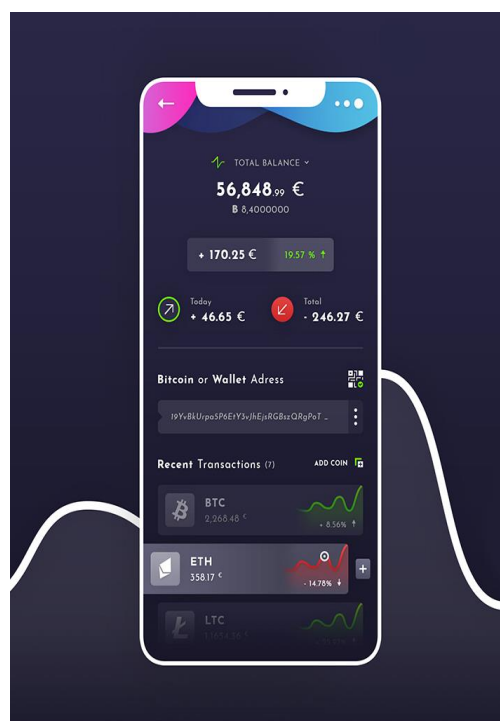 TOTAL BALANCE
56,848.99 €
฿ 8,4000000
+ 170.25 € 19.57 %
Today
+ 46.65 €
Total
- 246.27 €
Bitcoin or Wallet Adress
Recent Transactions (7) ADD COIN
BTC
2,268.48 €
+ 8.56%
ETH
358.17 €
- 14.78%
+
LTC